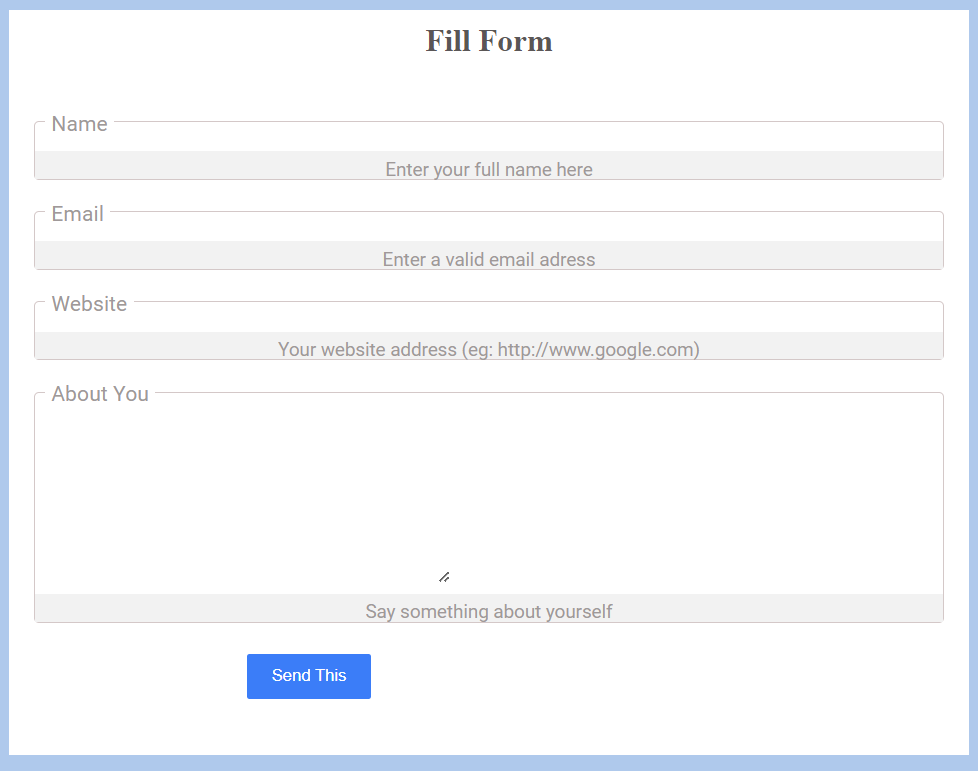 Fill Form
Name
Enter your full name here
Email
Enter a valid email adress
Website
Your website address (eg: http://www.google.com)
About You
Say something about yourself
Send This